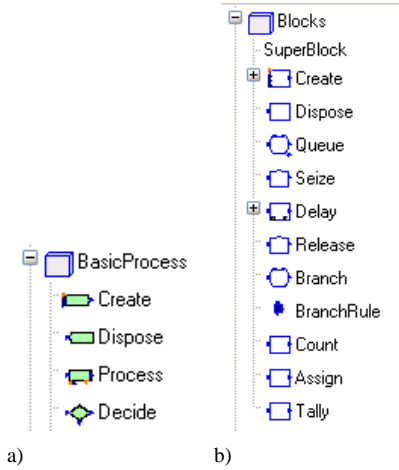 BasicProcess
Create
Dispose
Process
Decide
a)
Blocks
SuperBlock
Create
Dispose
Queue
Seize
Delay
Release
Branch
BranchRule
Count
Assign
Tally
b)